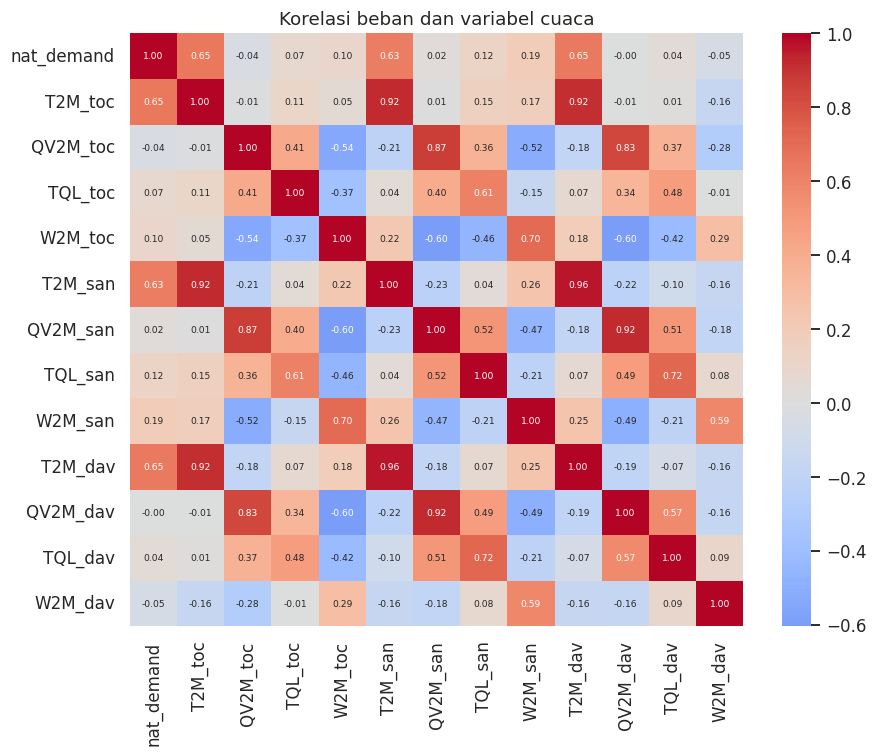 Korelasi beban dan variabel cuaca
nat_demand 1.00 0.65 -0.04 0.07 0.10 0.63 0.02 0.12 0.19 0.65 -0.00 0.04 -0.05
T2M_toc 0.65 1.00 -0.01 0.11 0.05 0.92 0.01 0.15 0.17 0.92 -0.01 0.01 -0.16
QV2M_toc -0.04 -0.01 1.00 0.41 -0.54 -0.21 0.87 0.36 -0.52 -0.18 0.83 0.37 -0.28
TQL_toc 0.07 0.11 0.41 1.00 -0.37 0.04 0.40 0.61 -0.15 0.07 0.34 0.48 -0.01
W2M_toc 0.10 0.05 -0.54 -0.37 1.00 0.22 -0.60 -0.46 0.70 0.18 -0.60 -0.42 0.29
T2M_san 0.63 0.92 -0.21 0.04 0.22 1.00 -0.23 0.04 0.26 0.96 -0.22 -0.10 -0.16
QV2M_san 0.02 0.01 0.87 0.40 -0.60 -0.23 1.00 0.52 -0.47 -0.18 0.92 0.51 -0.18
TQL_san 0.12 0.15 0.36 0.61 -0.46 0.04 0.52 1.00 -0.21 0.07 0.49 0.72 0.08
W2M_san 0.19 0.17 -0.52 -0.15 0.70 0.26 -0.47 -0.21 1.00 0.25 -0.49 -0.21 0.59
T2M_dav 0.65 0.92 -0.18 0.07 0.18 0.96 -0.18 0.07 0.25 1.00 -0.19 -0.07 -0.16
QV2M_dav -0.00 -0.01 0.83 0.34 -0.60 -0.22 0.92 0.49 -0.49 -0.19 1.00 0.57 -0.16
TQL_dav 0.04 0.01 0.37 0.48 -0.42 -0.10 0.51 0.72 -0.21 -0.07 0.57 1.00 0.09
W2M_dav -0.05 -0.16 -0.28 -0.01 0.29 -0.16 -0.18 0.08 0.59 -0.16 -0.16 0.09 1.00
nat_demand T2M_toc QV2M_toc TQL_toc W2M_toc T2M_san QV2M_san TQL_san W2M_san T2M_dav QV2M_dav TQL_dav W2M_dav
1.0
0.8
0.6
0.4
0.2
0.0
−0.2
−0.4
−0.6